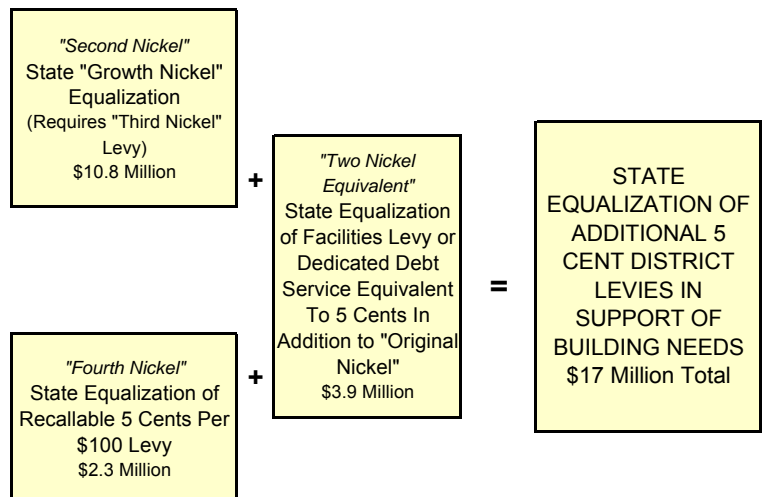 "Second Nickel"
State "Growth Nickel"
Equalization
(Requires "Third Nickel"
Levy)
$10.8 Million
+
"Two Nickel
Equivalent"
State Equalization
of Facilities Levy or
Dedicated Debt
Service Equivalent
To 5 Cents In
Addition to "Original
Nickel"
$3.9 Million
=
STATE
EQUALIZATION OF
ADDITIONAL 5
CENT DISTRICT
LEVIES IN
SUPPORT OF
BUILDING NEEDS
$17 Million Total
"Fourth Nickel"
State Equalization of
Recallable 5 Cents Per
$100 Levy
$2.3 Million
+